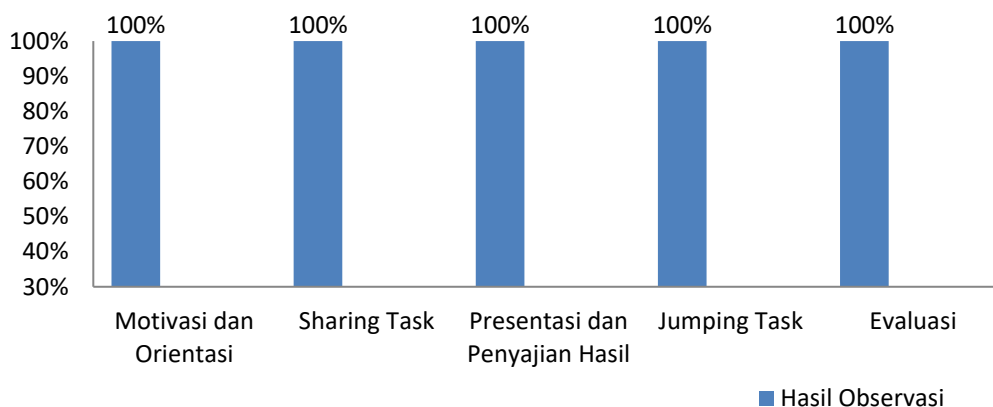 100% 100% 100% 100% 100%
100%
90%
80%
70%
60%
50%
40%
30%
Motivasi dan Orientasi
Sharing Task
Presentasi dan Penyajian Hasil
Jumping Task
Evaluasi
Hasil Observasi